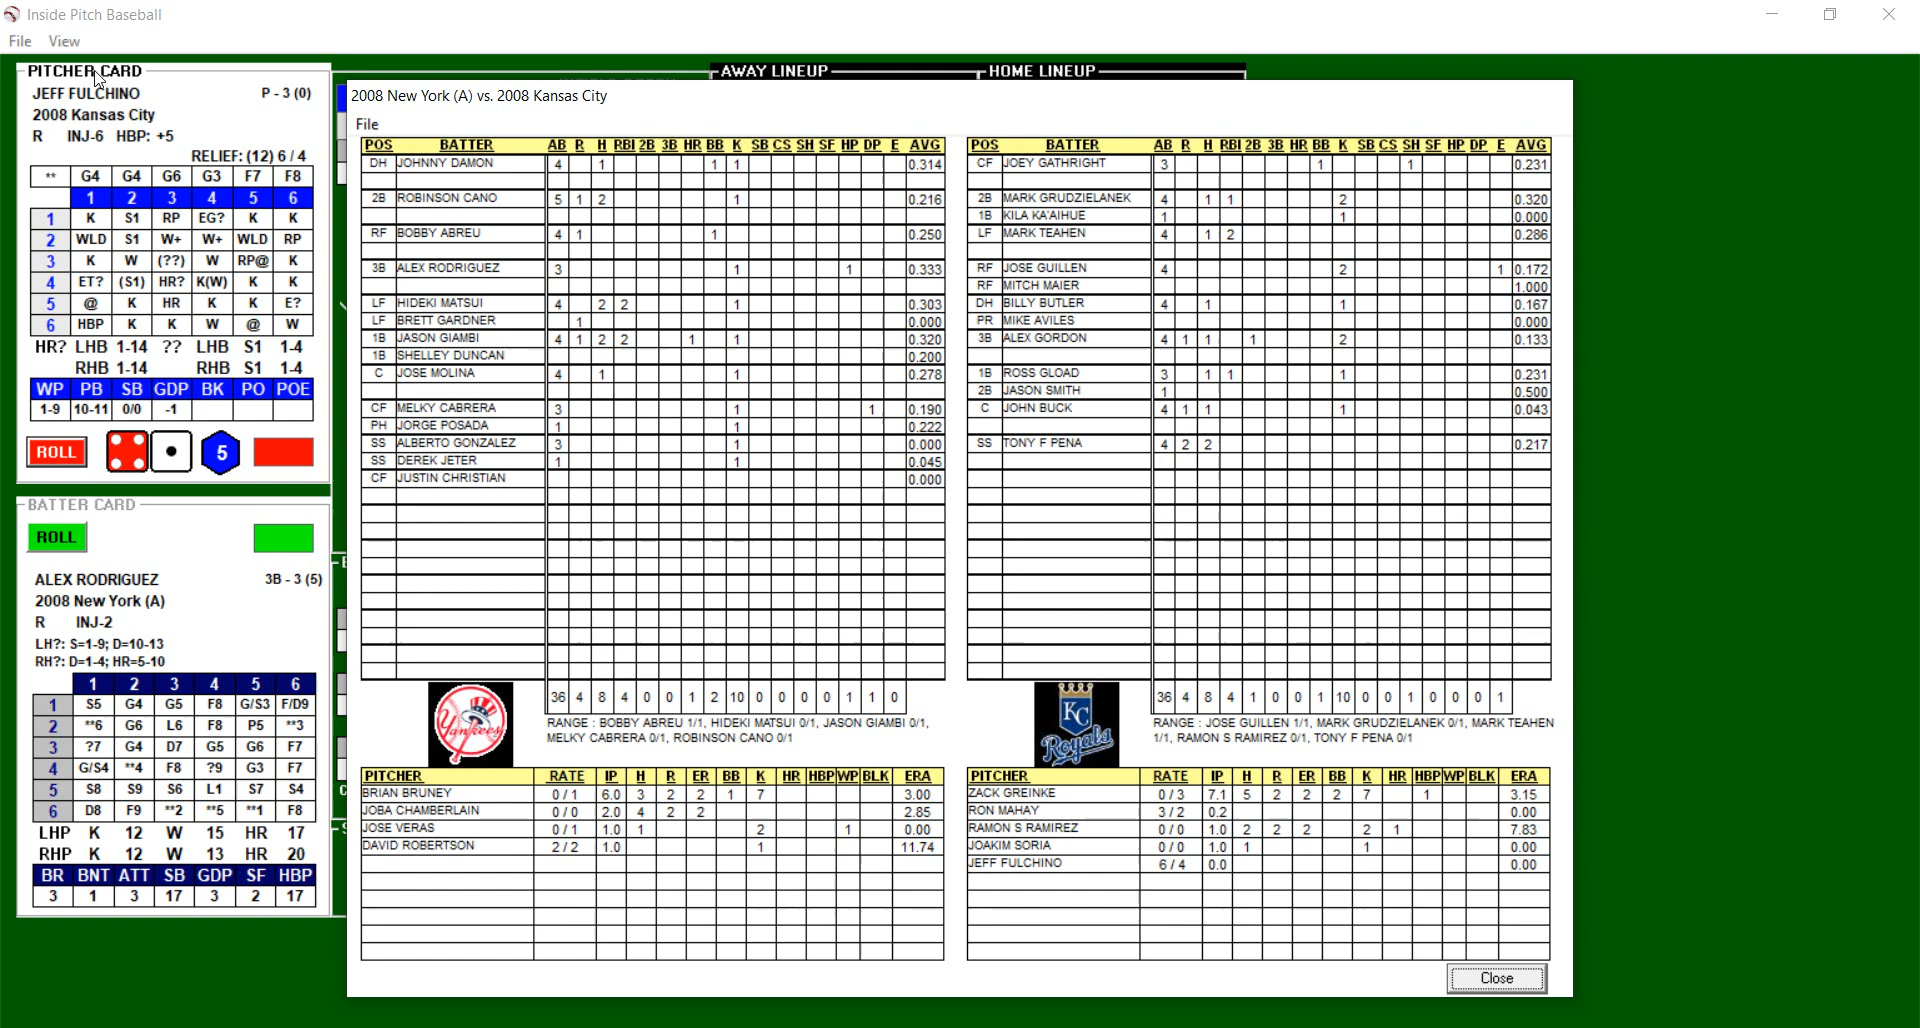 Inside Pitch Baseball
File View
PITCHER CARD
JEFF FULCHINO P - 3 (0)
2008 Kansas City
R INJ-6 HBP: +5
RELIEF: (12) 6 / 4
** G4 G4 G6 G3 F7 F8
1 2 3 4 5 6
1 K S1 RP EG? K K
2 WLD S1 W+ W+ WLD RP
3 K W (??) W RP@ K
4 ET? (S1) HR? K(W) K K
5 @ K HR K K E?
6 HBP K K W @ W
HR? LHB 1-14 ?? LHB S1 1-4
RHB 1-14 RHB S1 1-4
WP PB SB GDP BK PO POE
1-9 10-11 0/0 -1
ROLL 5
BATTER CARD
ROLL
ALEX RODRIGUEZ 3B - 3 (5)
2008 New York (A)
R INJ-2
LH?: S=1-9; D=10-13
RH?: D=1-4; HR=5-10
1 2 3 4 5 6
1 S5 G4 G5 F8 G/S3 F/D9
2 **6 G6 L6 F8 P5 **3
3 ?7 G4 D7 G5 G6 F7
4 G/S4 **4 F8 ?9 G3 F7
5 S8 S9 S6 L1 S7 S4
6 D8 F9 **2 **5 **1 F8
LHP K 12 W 15 HR 17
RHP K 12 W 13 HR 20
BR BNT ATT SB GDP SF HBP
3 1 3 17 3 2 17
AWAY LINEUP HOME LINEUP
2008 New York (A) vs. 2008 Kansas City
File
POS BATTER AB R H RBI 2B 3B HR BB K SB CS SH SF HP DP E AVG
DH JOHNNY DAMON 4 1 1 1 0.314
2B ROBINSON CANO 5 1 2 1 0.216
RF BOBBY ABREU 4 1 1 0.250
3B ALEX RODRIGUEZ 3 1 1 0.333
LF HIDEKI MATSUI 4 2 2 1 0.303
LF BRETT GARDNER 1 0.000
1B JASON GIAMBI 4 1 2 2 1 1 0.320
1B SHELLEY DUNCAN 0.200
C JOSE MOLINA 4 1 1 0.278
CF MELKY CABRERA 3 1 1 0.190
PH JORGE POSADA 1 1 0.222
SS ALBERTO GONZALEZ 3 1 0.000
SS DEREK JETER 1 1 0.045
CF JUSTIN CHRISTIAN 0.000
36 4 8 4 0 0 1 2 10 0 0 0 0 1 1 0
Yankees
RANGE : BOBBY ABREU 1/1, HIDEKI MATSUI 0/1, JASON GIAMBI 0/1,
MELKY CABRERA 0/1, ROBINSON CANO 0/1
PITCHER RATE IP H R ER BB K HR HBP WP BLK ERA
BRIAN BRUNEY 0 / 1 6.0 3 2 2 1 7 3.00
JOBA CHAMBERLAIN 0 / 0 2.0 4 2 2 2.85
JOSE VERAS 0 / 1 1.0 1 2 1 0.00
DAVID ROBERTSON 2 / 2 1.0 1 11.74
POS BATTER AB R H RBI 2B 3B HR BB K SB CS SH SF HP DP E AVG
CF JOEY GATHRIGHT 3 1 1 0.231
2B MARK GRUDZIELANEK 4 1 1 2 0.320
1B KILA KA'AIHUE 1 1 0.000
LF MARK TEAHEN 4 1 2 0.286
RF JOSE GUILLEN 4 2 1 0.172
RF MITCH MAIER 1.000
DH BILLY BUTLER 4 1 1 0.167
PR MIKE AVILES 0.000
3B ALEX GORDON 4 1 1 1 2 0.133
1B ROSS GLOAD 3 1 1 1 0.231
2B JASON SMITH 1 0.500
C JOHN BUCK 4 1 1 1 0.043
SS TONY F PENA 4 2 2 0.217
36 4 8 4 1 0 0 1 10 0 0 1 0 0 0 1
KC Royals
RANGE : JOSE GUILLEN 1/1, MARK GRUDZIELANEK 0/1, MARK TEAHEN
1/1, RAMON S RAMIREZ 0/1, TONY F PENA 0/1
PITCHER RATE IP H R ER BB K HR HBP WP BLK ERA
ZACK GREINKE 0 / 3 7.1 5 2 2 2 7 1 3.15
RON MAHAY 3 / 2 0.2 0.00
RAMON S RAMIREZ 0 / 0 1.0 2 2 2 2 1 7.83
JOAKIM SORIA 0 / 0 1.0 1 1 0.00
JEFF FULCHINO 6 / 4 0.0 0.00
Close